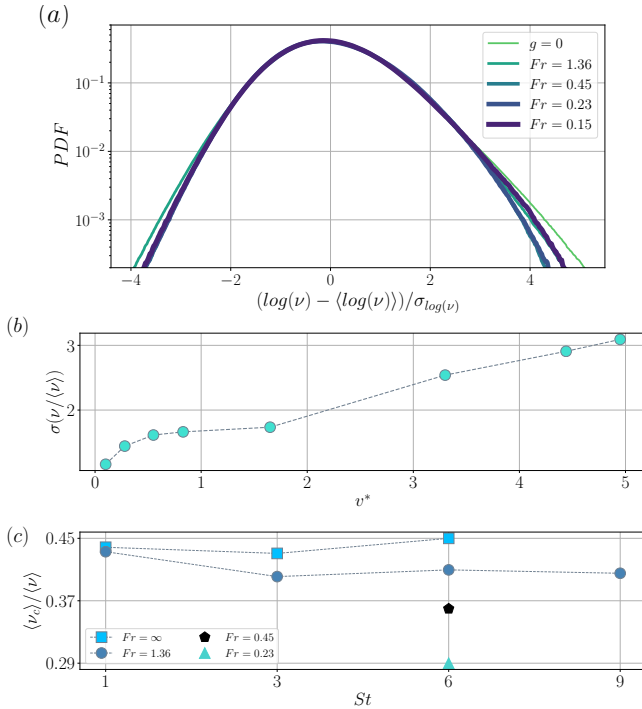 (a)
PDF
10⁻¹
10⁻²
10⁻³
g = 0
Fr = 1.36
Fr = 0.45
Fr = 0.23
Fr = 0.15
−4 −2 0 2 4
(log(ν) − ⟨log(ν)⟩)/σ_{log(ν)}
(b)
σ(ν/⟨ν⟩)
3
2
0 1 2 3 4 5
v*
(c)
⟨ν_c⟩/⟨ν⟩
0.45
0.37
0.29
Fr = ∞
Fr = 1.36
Fr = 0.45
Fr = 0.23
1 3 6 9
St